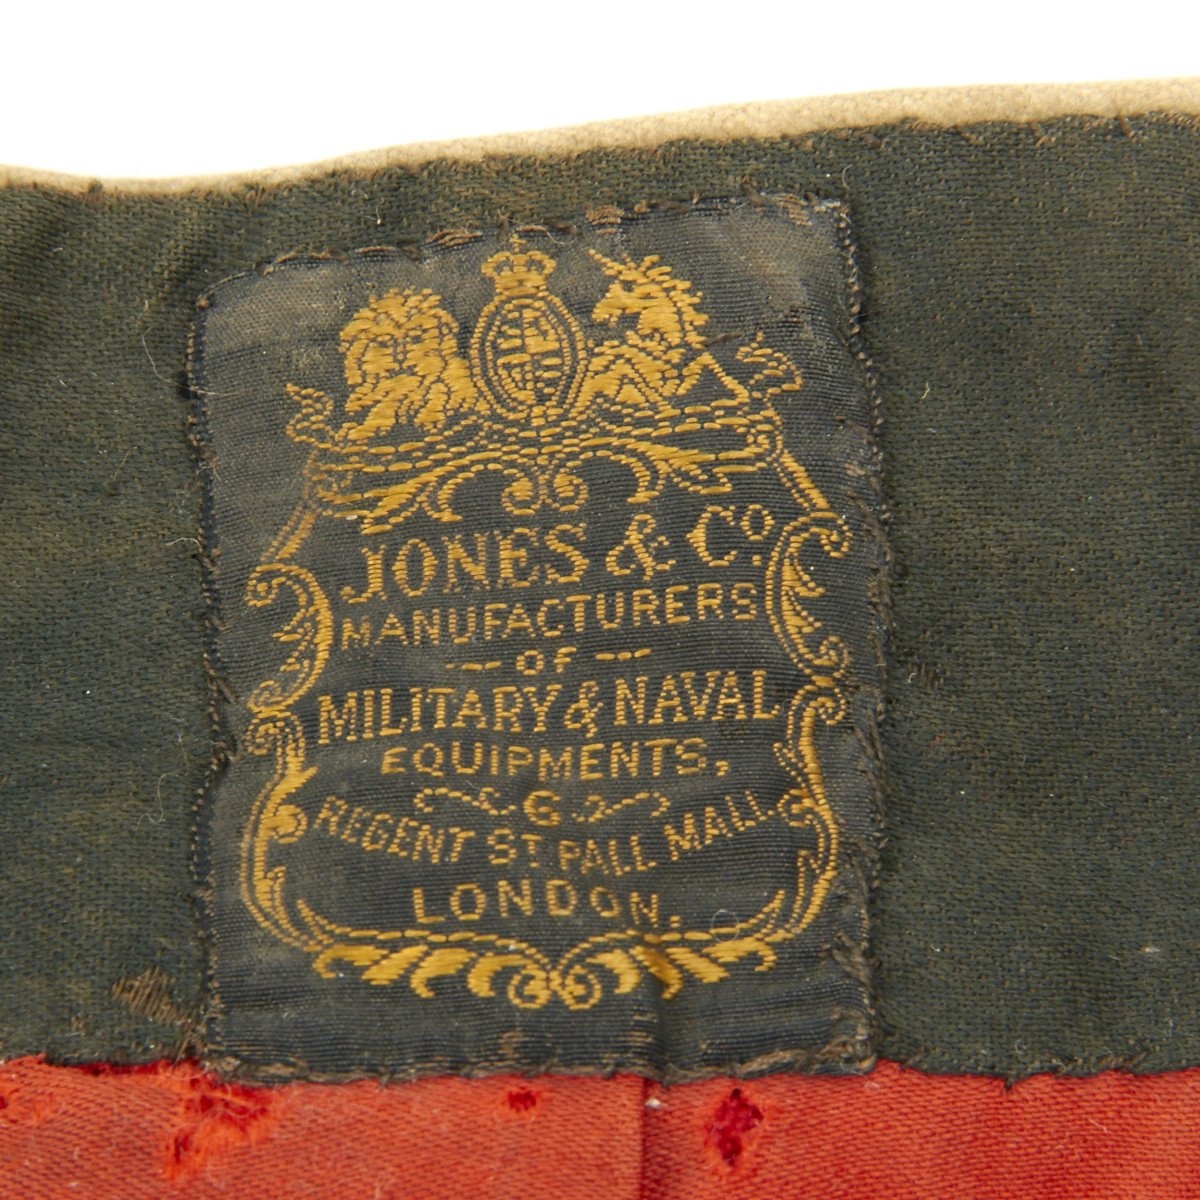 JONES & Co
MANUFACTURERS
OF
MILITARY & NAVAL
EQUIPMENTS,
6
REGENT ST. PALL MALL
LONDON.